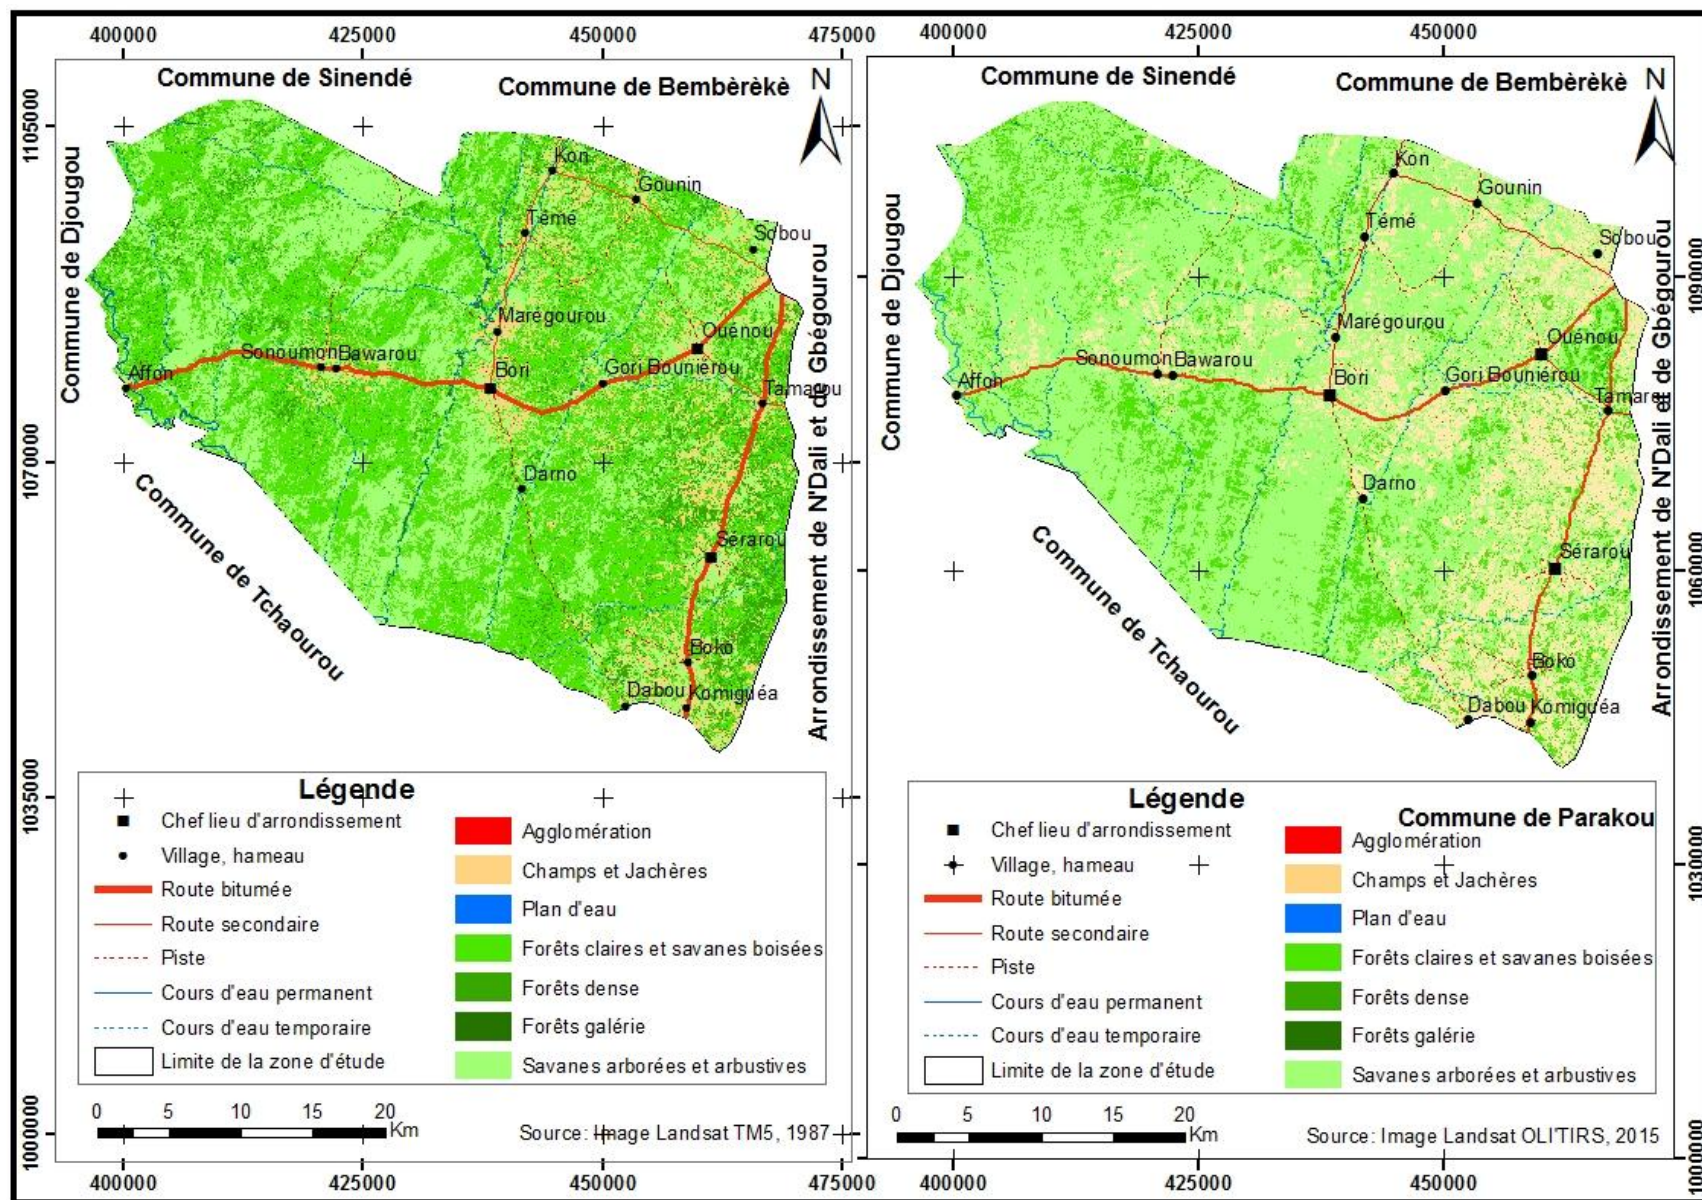 400000 425000 450000 475000
Commune de Sinendé
Commune de Bembèrèkè
N
1105000
1070000
1035000
1000000
Commune de Djougou
Kon
Gounin
Témé
Sobou
Marégourou
Ouénou
Sonoumon Bawarou
Affon
Bori
Gori Bouniérou
Tamarou
Darno
Sérarou
Boko
Dabou
Komiguéa
Commune de Tchaourou
Arrondissement de N'Dali et de Gbégourou
Légende
Chef lieu d'arrondissement
Village, hameau
Route bitumée
Route secondaire
Piste
Cours d'eau permanent
Cours d'eau temporaire
Limite de la zone d'étude
Agglomération
Champs et Jachères
Plan d'eau
Forêts claires et savanes boisées
Forêts dense
Forêts galérie
Savanes arborées et arbustives
0 5 10 15 20
Km
Source: Image Landsat TM5, 1987
400000 425000 450000 475000
400000 425000 450000
Commune de Sinendé
Commune de Bembèrèkè
N
1090000
1060000
1030000
1000000
Commune de Djougou
Kon
Gounin
Témé
Sobou
Marégourou
Ouénou
Sonoumon Bawarou
Affon
Bori
Gori Bouniérou
Tamarou
Darno
Sérarou
Boko
Dabou
Komiguéa
Commune de Tchaourou
Arrondissement de N'Dali et de Gbégourou
Légende
Commune de Parakou
Chef lieu d'arrondissement
Village, hameau
Route bitumée
Route secondaire
Piste
Cours d'eau permanent
Cours d'eau temporaire
Limite de la zone d'étude
Agglomération
Champs et Jachères
Plan d'eau
Forêts claires et savanes boisées
Forêts dense
Forêts galérie
Savanes arborées et arbustives
0 5 10 15 20
Km
Source: Image Landsat OLI'TIRS, 2015
400000 425000 450000